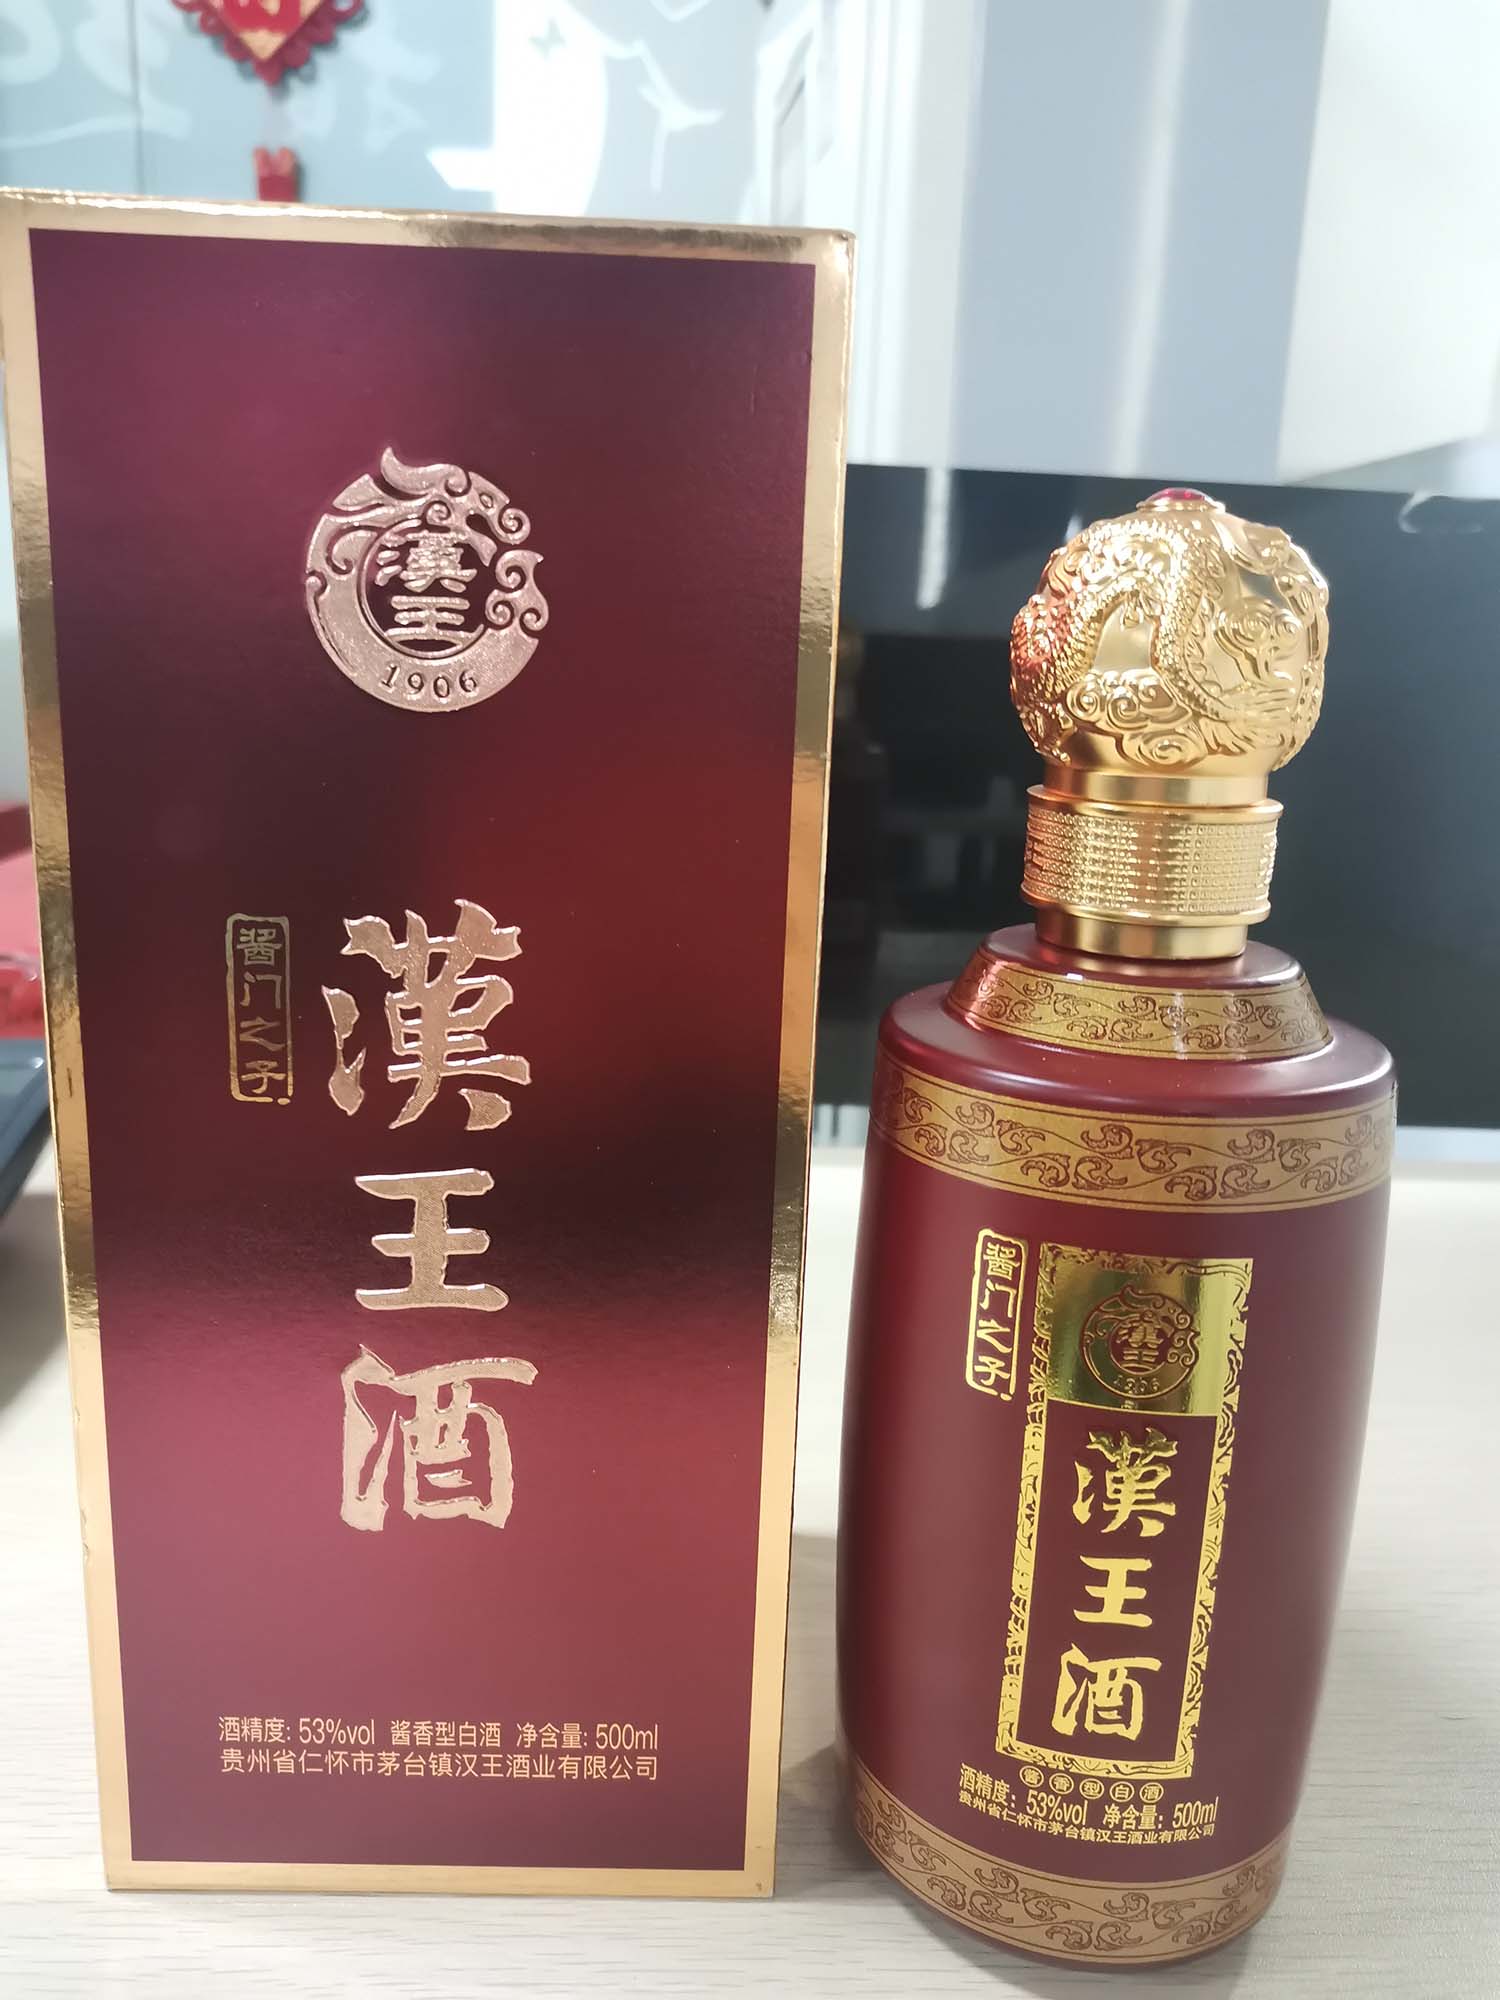 漢王
1906
酱门之子
漢王酒
酒精度: 53%vol 酱香型白酒 净含量: 500ml
贵州省仁怀市茅台镇汉王酒业有限公司
漢王
1906
酱门之子
漢王酒
酱香型白酒
酒精度: 53%vol 净含量: 500ml
贵州省仁怀市茅台镇汉王酒业有限公司